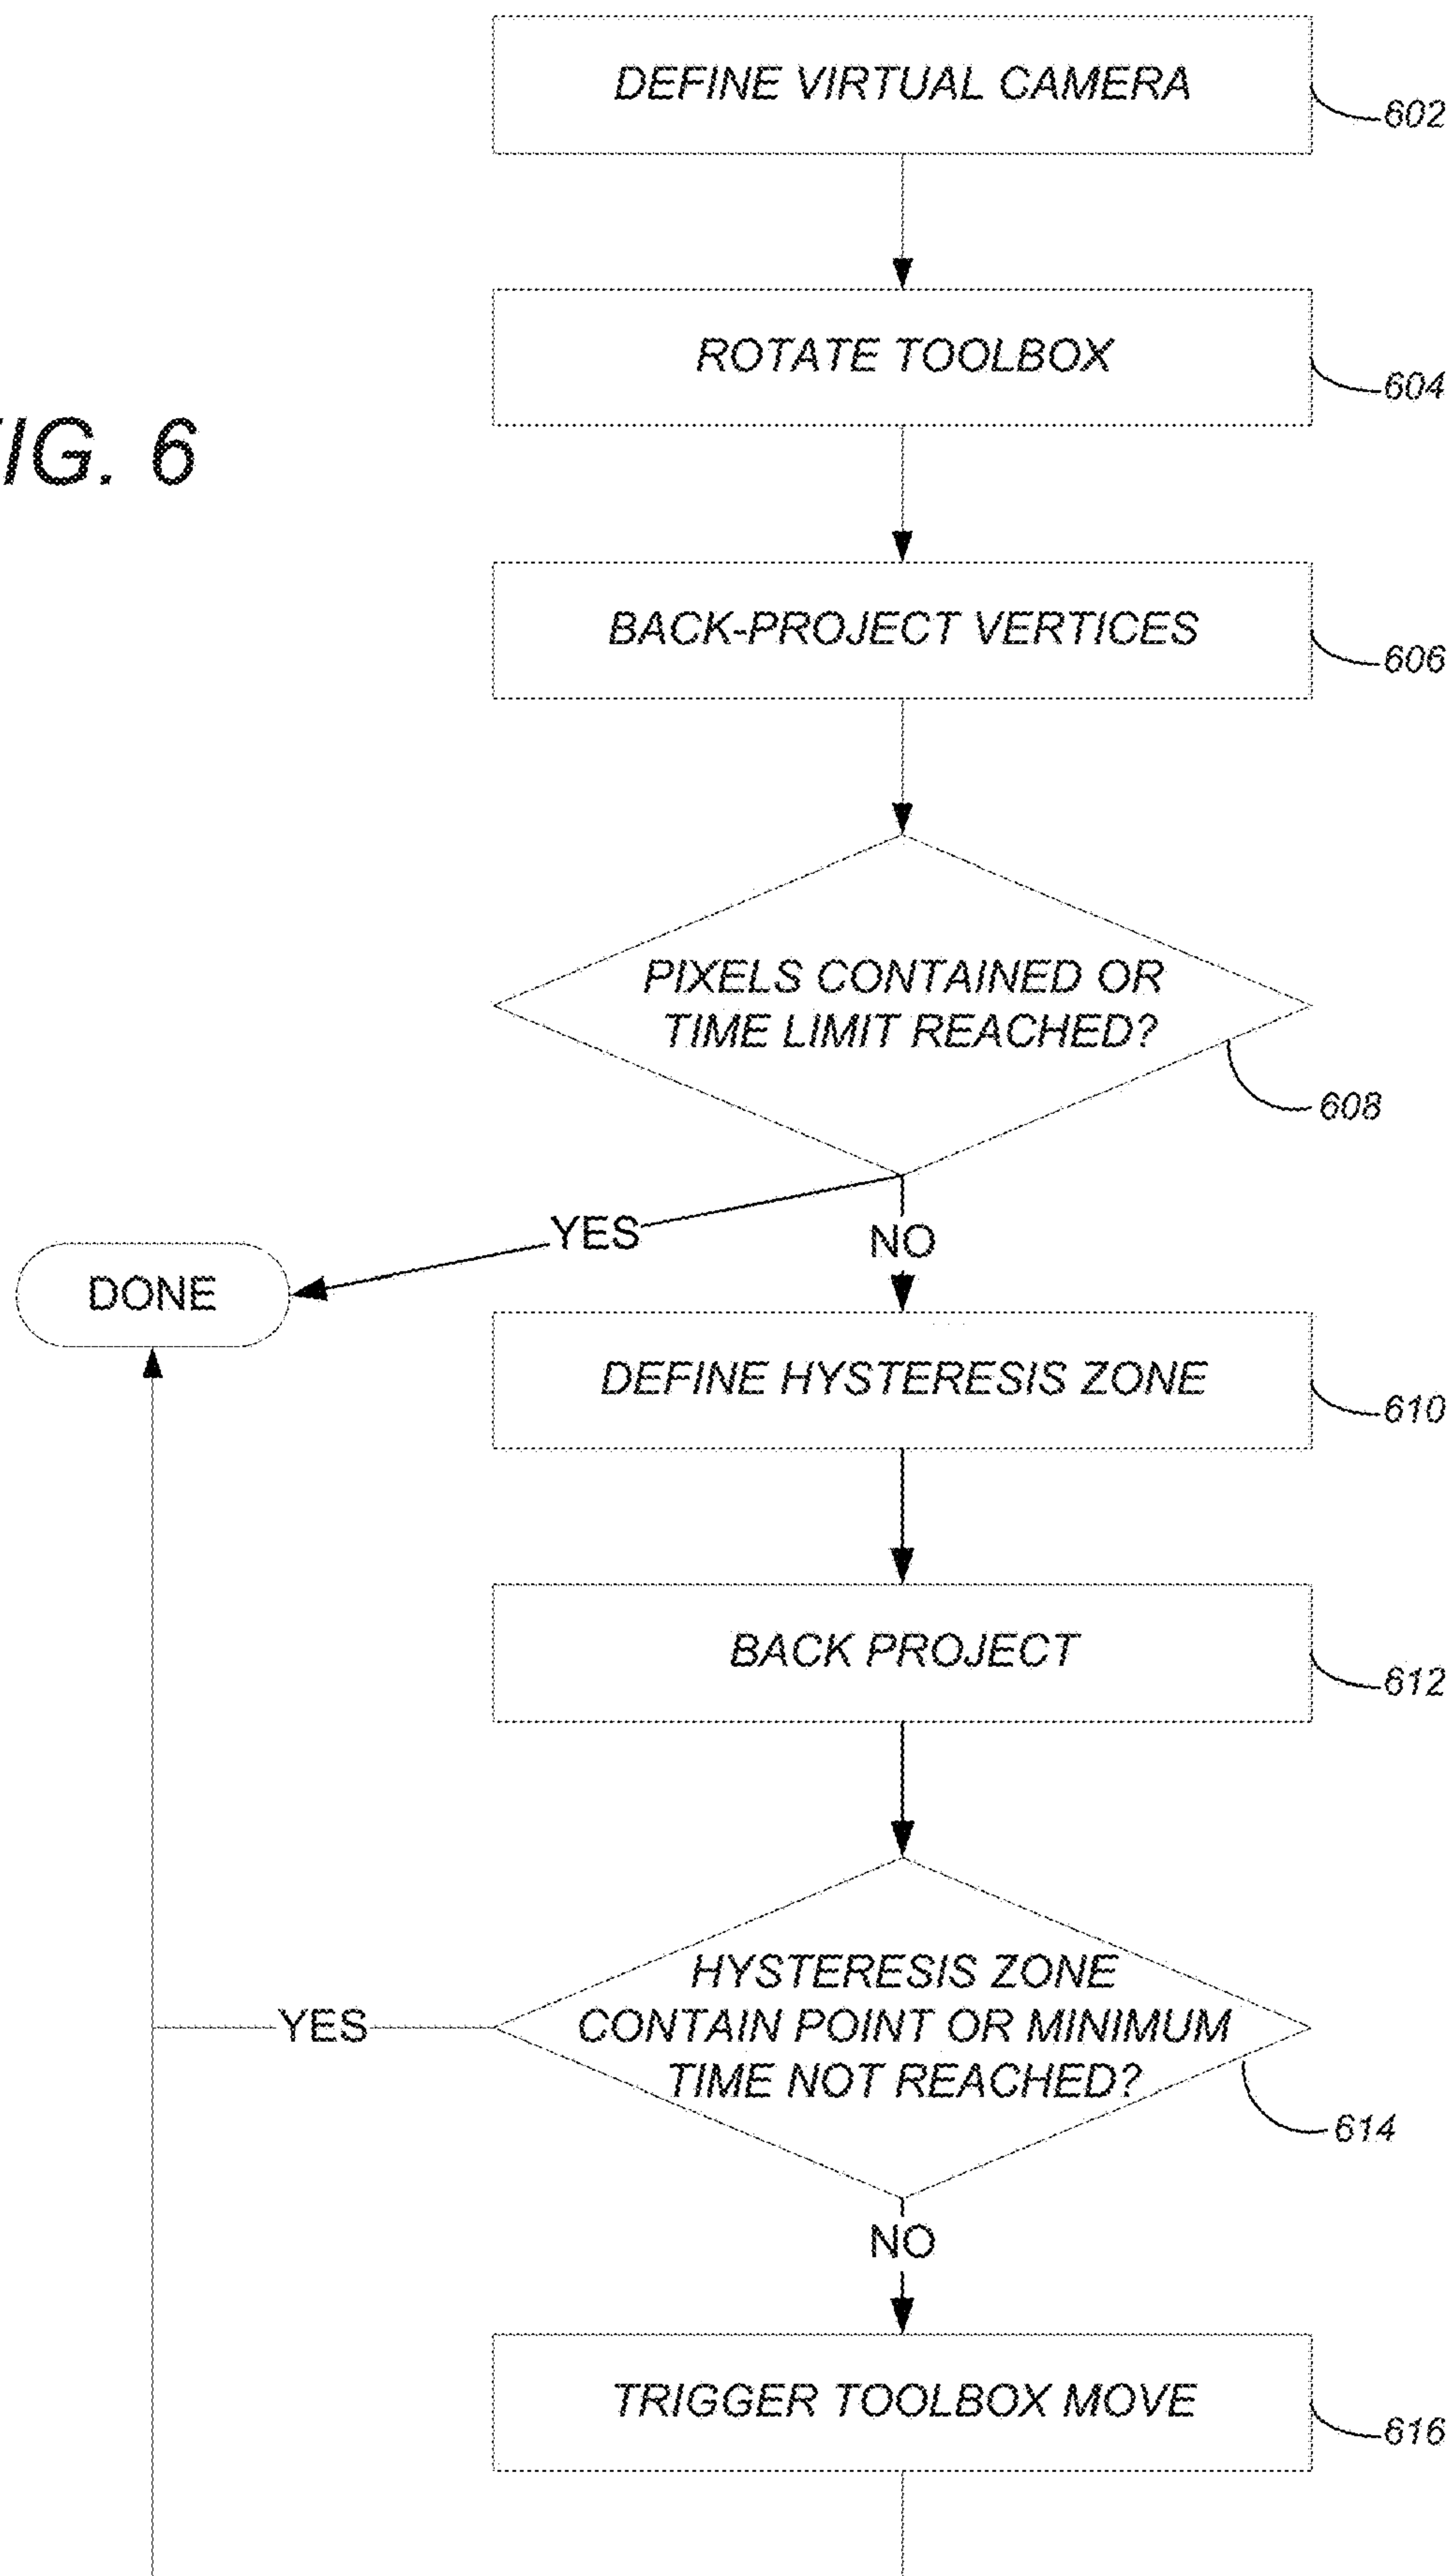 DEFINE VIRTUAL CAMERA
602
ROTATE TOOLBOX
604
IG. 6
BACK-PROJECT VERTICES
606
PIXELS CONTAINED OR
TIME LIMIT REACHED?
608
YES
NO
DONE
DEFINE HYSTERESIS ZONE
610
BACK PROJECT
612
HYSTERESIS ZONE
CONTAIN POINT OR MINIMUM
TIME NOT REACHED?
YES
614
NO
TRIGGER TOOLBOX MOVE
616